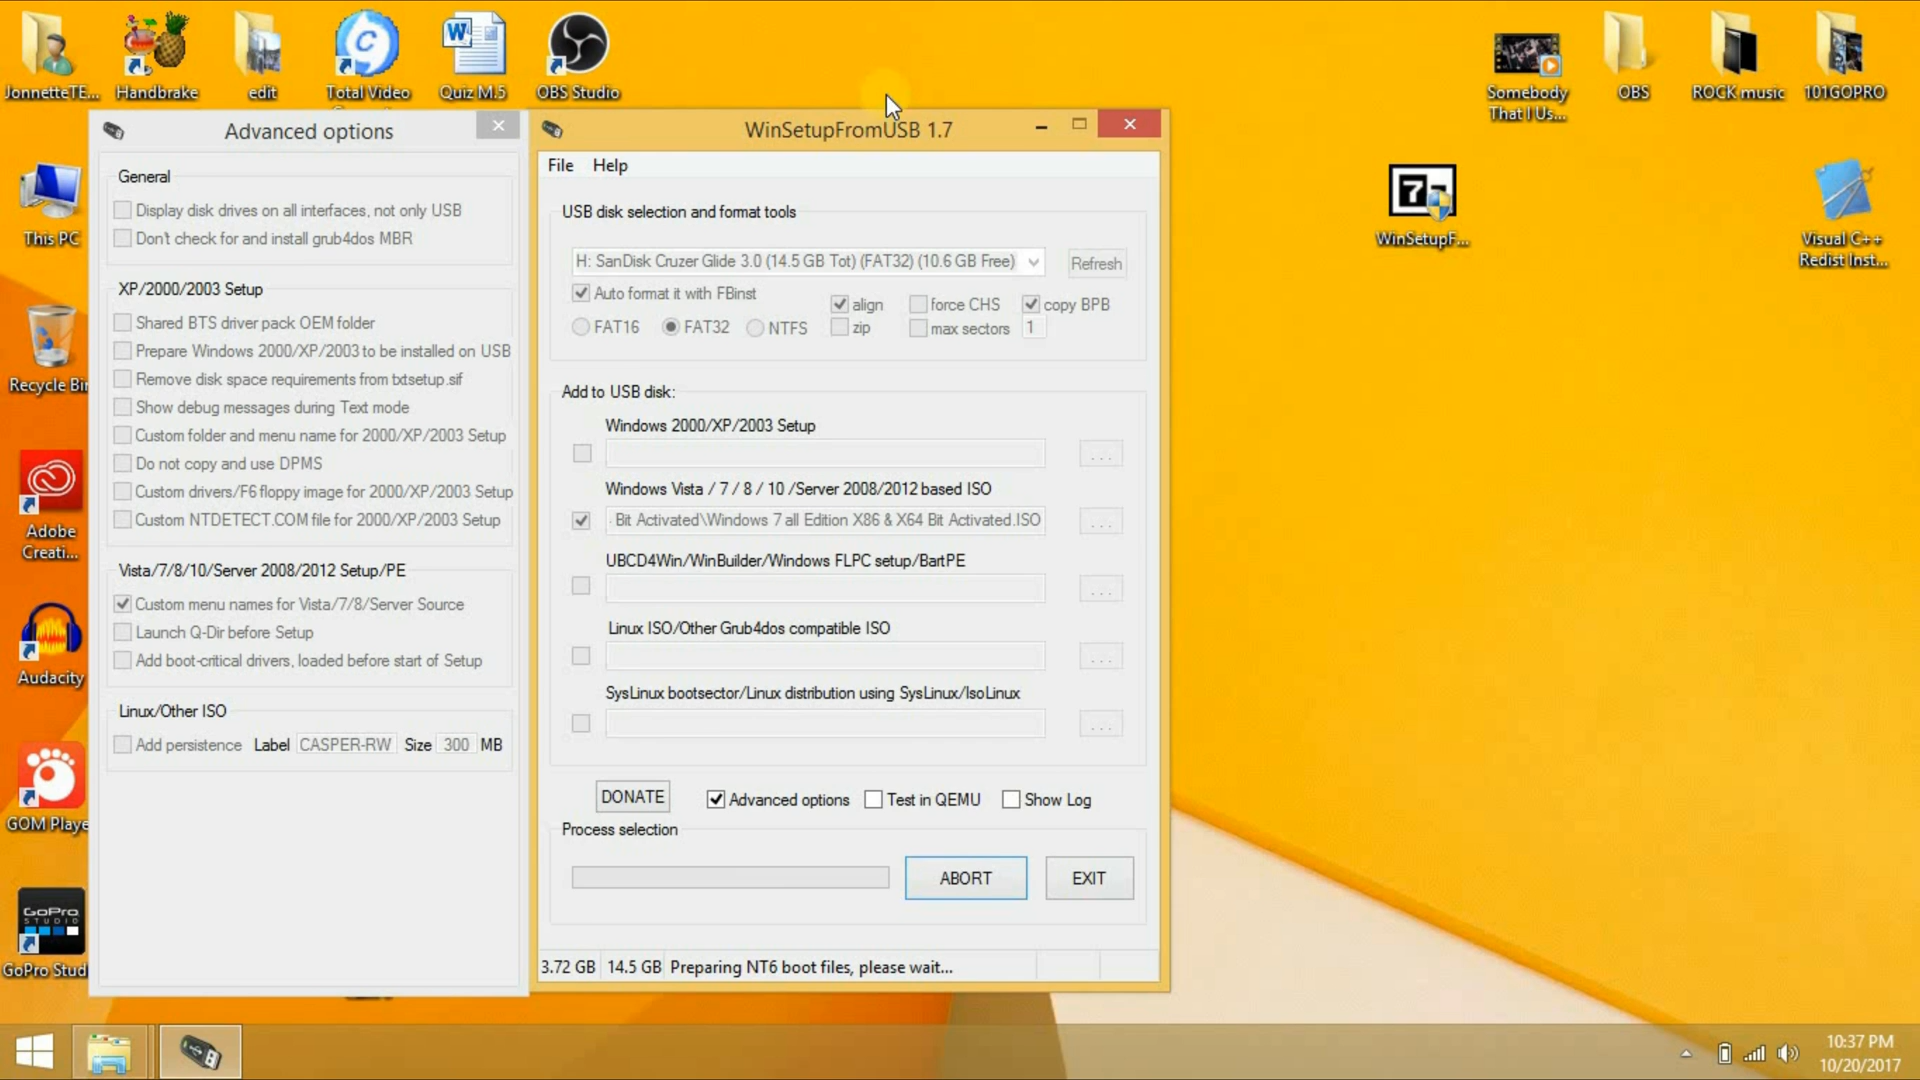 JonnetteTE...
Handbrake
edit
Total Video
Quiz M.5
OBS Studio
Somebody
That I Us...
OBS
ROCK music
101GOPRO
This PC
Recycle Bin
Adobe
Creati...
Audacity
GOM Playe
GoPro
STUDIO
GoPro Studi
WinSetupF...
Visual C++
Redist Inst...
Advanced options
General
Display disk drives on all interfaces, not only USB
Don't check for and install grub4dos MBR
XP/2000/2003 Setup
Shared BTS driver pack OEM folder
Prepare Windows 2000/XP/2003 to be installed on USB
Remove disk space requirements from txtsetup.sif
Show debug messages during Text mode
Custom folder and menu name for 2000/XP/2003 Setup
Do not copy and use DPMS
Custom drivers/F6 floppy image for 2000/XP/2003 Setup
Custom NTDETECT.COM file for 2000/XP/2003 Setup
Vista/7/8/10/Server 2008/2012 Setup/PE
Custom menu names for Vista/7/8/Server Source
Launch Q-Dir before Setup
Add boot-critical drivers, loaded before start of Setup
Linux/Other ISO
Add persistence Label CASPER-RW Size 300 MB
WinSetupFromUSB 1.7
File Help
USB disk selection and format tools
H: SanDisk Cruzer Glide 3.0 (14.5 GB Tot) (FAT32) (10.6 GB Free) Refresh
Auto format it with FBinst
align force CHS copy BPB
FAT16 FAT32 NTFS zip max sectors 1
Add to USB disk:
Windows 2000/XP/2003 Setup
...
Windows Vista / 7 / 8 / 10 /Server 2008/2012 based ISO
Bit Activated\Windows 7 all Edition X86 & X64 Bit Activated.ISO ...
UBCD4Win/WinBuilder/Windows FLPC setup/BartPE
...
Linux ISO/Other Grub4dos compatible ISO
...
SysLinux bootsector/Linux distribution using SysLinux/IsoLinux
...
DONATE Advanced options Test in QEMU Show Log
Process selection
ABORT EXIT
3.72 GB 14.5 GB Preparing NT6 boot files, please wait...
10:37 PM
10/20/2017